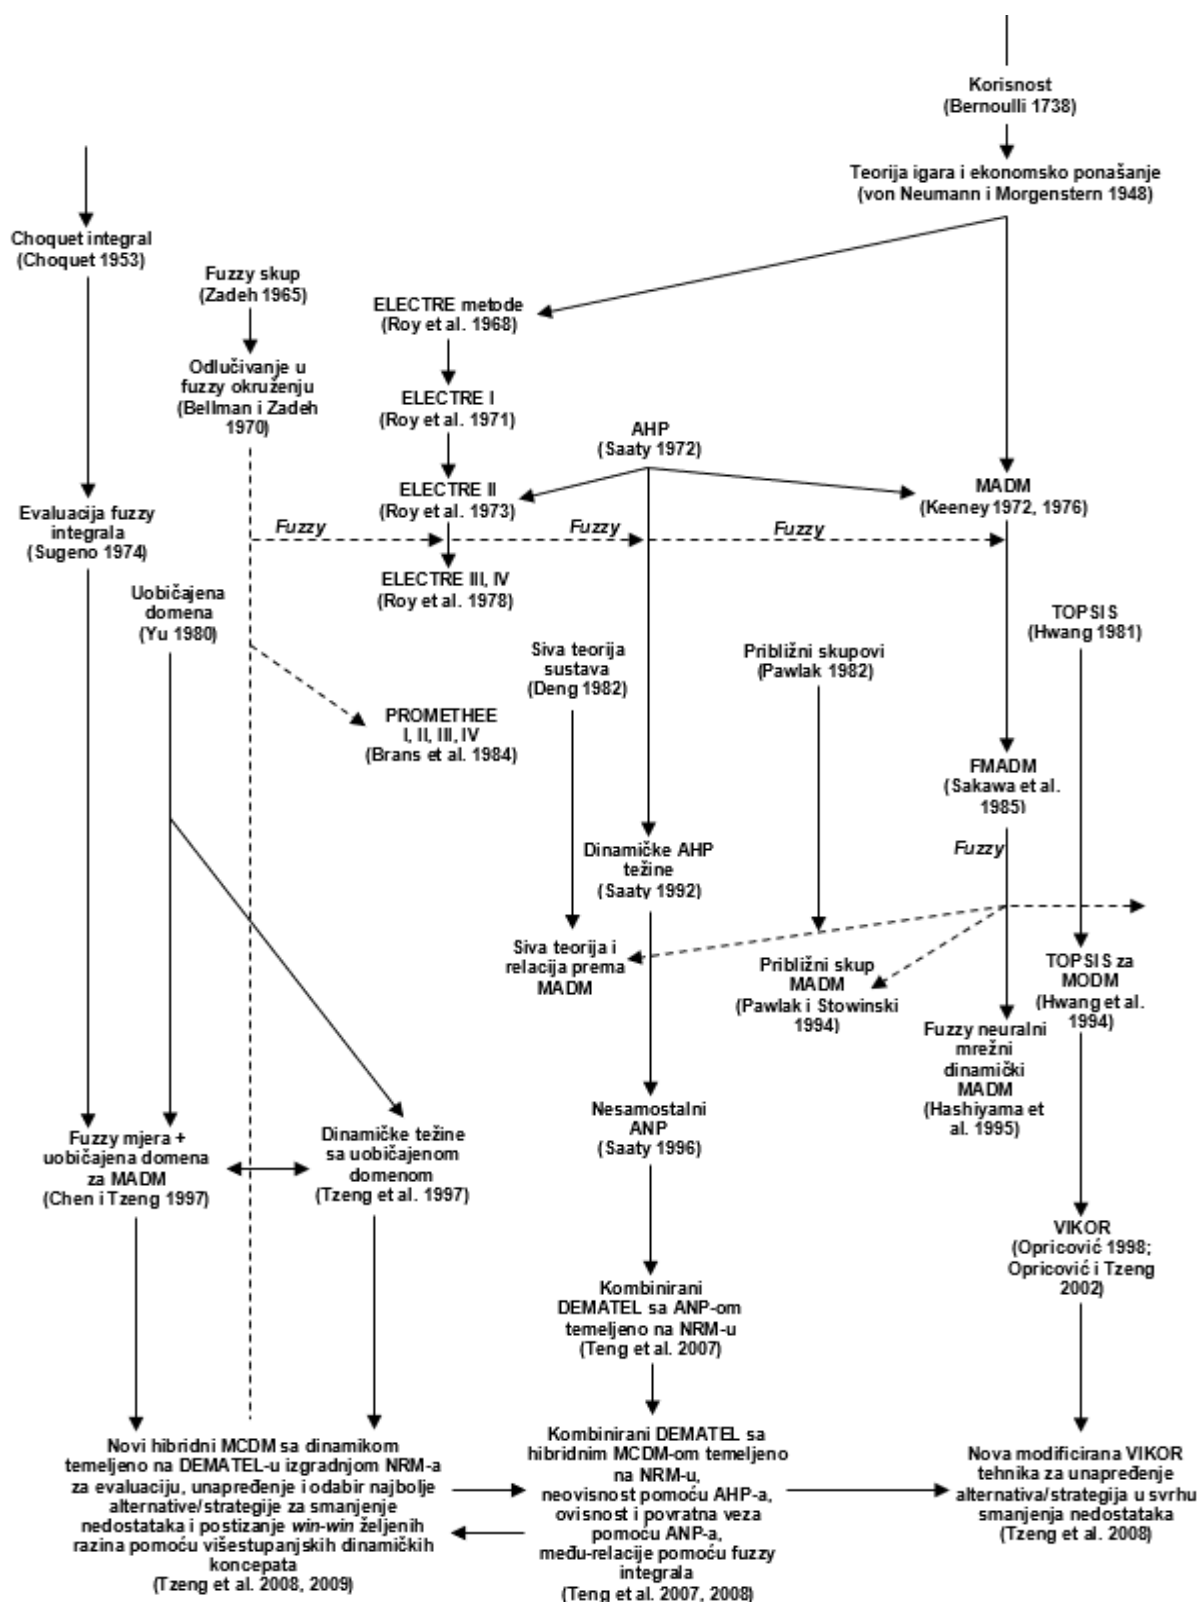 Korisnost
(Bernoulli 1738)
Teorija igara i ekonomsko ponašanje
(von Neumann i Morgenstern 1948)
Choquet integral
(Choquet 1953)
Fuzzy skup
(Zadeh 1965)
ELECTRE metode
(Roy et al. 1968)
Odlučivanje u
fuzzy okruženju
(Bellman i Zadeh
1970)
ELECTRE I
(Roy et al. 1971)
AHP
(Saaty 1972)
ELECTRE II
(Roy et al. 1973)
MADM
(Keeney 1972, 1976)
Evaluacija fuzzy
integrala
(Sugeno 1974)
Fuzzy
Fuzzy
Fuzzy
ELECTRE III, IV
(Roy et al. 1978)
Uobičajena
domena
(Yu 1980)
TOPSIS
(Hwang 1981)
Siva teorija
sustava
(Deng 1982)
Približni skupovi
(Pawlak 1982)
PROMETHEE
I, II, III, IV
(Brans et al. 1984)
FMADM
(Sakawa et al.
1985)
Fuzzy
Dinamičke AHP
težine
(Saaty 1992)
Siva teorija i
relacija prema
MADM
Približni skup
MADM
(Pawlak i Stowinski
1994)
TOPSIS za
MODM
(Hwang et al.
1994)
Fuzzy neuralni
mrežni
dinamički
MADM
(Hashiyama et
al. 1995)
Nesamostalni
ANP
(Saaty 1996)
Fuzzy mjera +
uobičajena domena
za MADM
(Chen i Tzeng 1997)
Dinamičke težine
sa uobičajenom
domenom
(Tzeng et al. 1997)
VIKOR
(Opricović 1998;
Opricović i Tzeng
2002)
Kombinirani
DEMATEL sa ANP-om
temeljeno na NRM-u
(Teng et al. 2007)
Novi hibridni MCDM sa dinamikom
temeljeno na DEMATEL-u izgradnjom NRM-a
za evaluaciju, unapređenje i odabir najbolje
alternative/strategije za smanjenje
nedostataka i postizanje win-win željenih
razina pomoću višestupanjskih dinamičkih
koncepata
(Tzeng et al. 2008, 2009)
Kombinirani DEMATEL sa
hibridnim MCDM-om temeljeno
na NRM-u,
neovisnost pomoću AHP-a,
ovisnost i povratna veza
pomoću ANP-a,
među-relacije pomoću fuzzy
integrala
(Teng et al. 2007, 2008)
Nova modificirana VIKOR
tehnika za unapređenje
alternativa/strategija u svrhu
smanjenja nedostataka
(Tzeng et al. 2008)